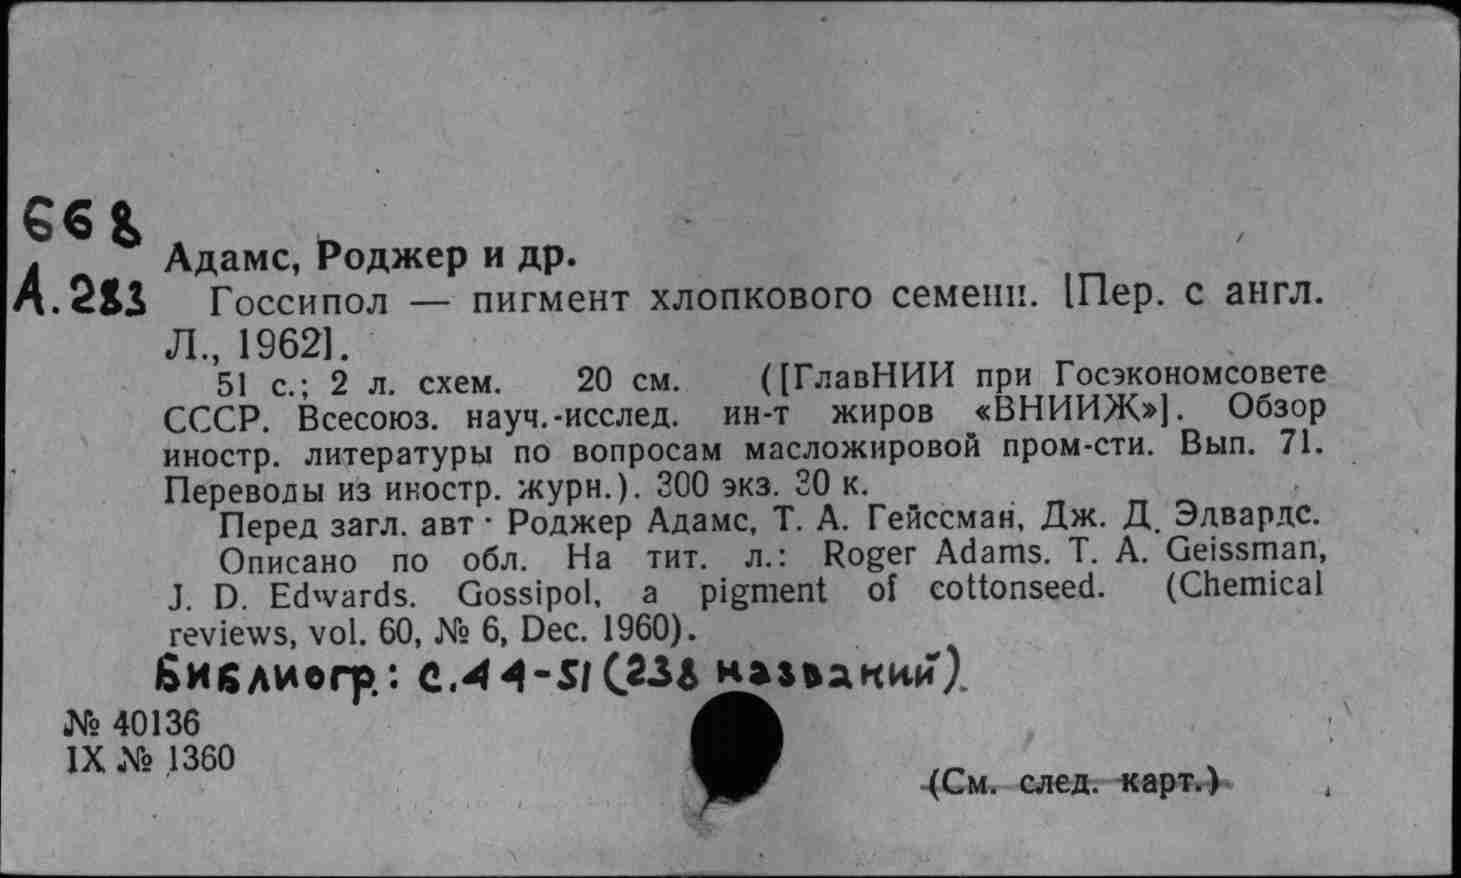 668
А.283
Адамс, Роджер и др.
Госсипол — пигмент хлопкового семени. [Пер. с англ.
Л., 1962].
51 с.; 2 л. схем. 20 см. ([ГлавНИИ при Госэкономсовете
СССР. Всесоюз. науч.-исслед. ин-т жиров «ВНИИЖ»]. Обзор
иностр. литературы по вопросам масложировой пром-сти. Вып. 71.
Переводы из иностр. журн.). 300 экз. 30 к.
Перед загл. авт: Роджер Адамс, Т. А. Гейссман, Дж. Д. Эдвардс.
Описано по обл. На тит. л.: Roger Adams. T. A. Geissman,
J. D. Edwards. Gossipol, a pigment of cottonseed. (Chemical
reviews, vol. 60, № 6, Dec. 1960).
Библиогр.: с.44-51 (238 названий).
№ 40136
IX № 1360
(См. след. карт.)